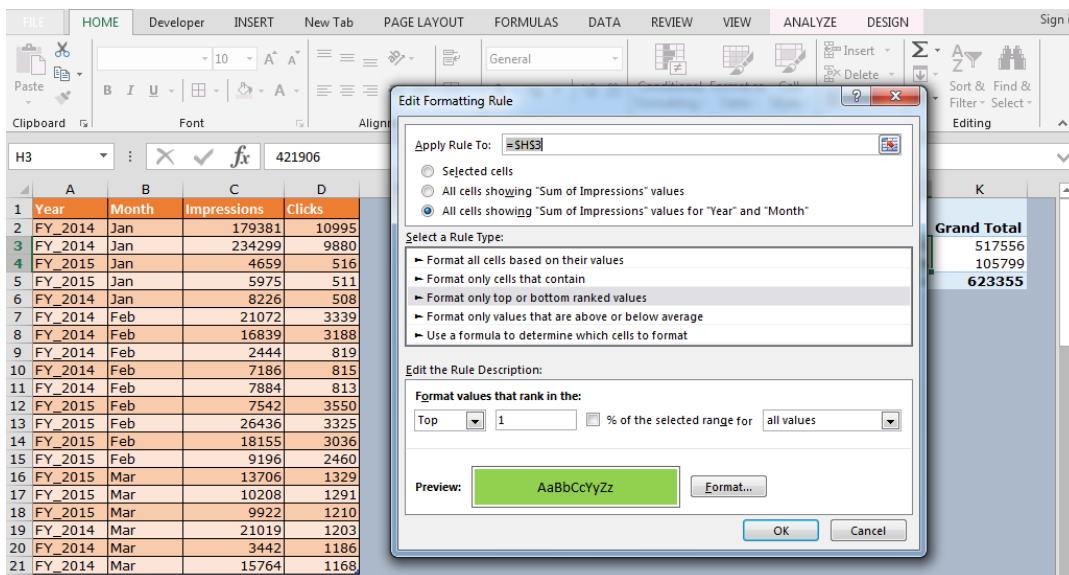 FILE HOME Developer INSERT New Tab PAGE LAYOUT FORMULAS DATA REVIEW VIEW ANALYZE DESIGN Sign
10 A A General Σ Insert
Paste B I U A Delete Sort & Find &
Filter Select
Clipboard Font Editing
Edit Formatting Rule
Apply Rule To: =$H$3
Selected cells
All cells showing "Sum of Impressions" values
All cells showing "Sum of Impressions" values for "Year" and "Month"
Select a Rule Type:
► Format all cells based on their values
► Format only cells that contain
► Format only top or bottom ranked values
► Format only values that are above or below average
► Use a formula to determine which cells to format
Edit the Rule Description:
Format values that rank in the:
Top 1 % of the selected range for all values
Preview: AaBbCcYyZz Format...
OK Cancel
H3 fx 421906
A B C D K
1 Year Month Impressions Clicks
2 FY_2014 Jan 179381 10995 Grand Total
3 FY_2014 Jan 234299 9880 517556
4 FY_2015 Jan 4659 516 105799
5 FY_2015 Jan 5975 511 623355
6 FY_2014 Jan 8226 508
7 FY_2014 Feb 21072 3339
8 FY_2014 Feb 16839 3188
9 FY_2014 Feb 2444 819
10 FY_2014 Feb 7186 815
11 FY_2014 Feb 7884 813
12 FY_2015 Feb 7542 3550
13 FY_2015 Feb 26436 3325
14 FY_2015 Feb 18155 3036
15 FY_2015 Feb 9196 2460
16 FY_2015 Mar 13706 1329
17 FY_2015 Mar 10208 1291
18 FY_2015 Mar 9922 1210
19 FY_2014 Mar 21019 1203
20 FY_2014 Mar 3442 1186
21 FY_2014 Mar 15764 1168